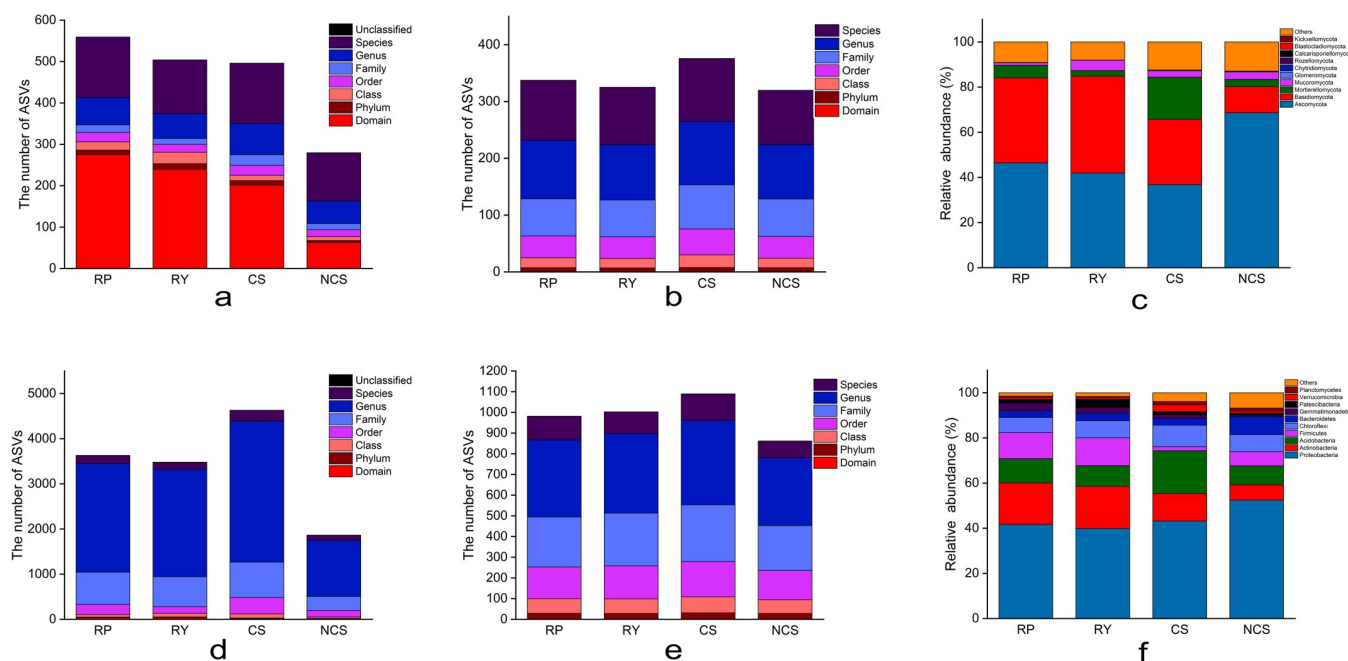 The number of ASVs
600
500
400
300
200
100
0
Unclassified
Species
Genus
Family
Order
Class
Phylum
Domain
RP RY CS NCS
a
The number of ASVs
400
300
200
100
0
Species
Genus
Family
Order
Class
Phylum
Domain
RP RY CS NCS
b
Relative abundance (%)
100
80
60
40
20
0
Others
Kickxellomycota
Blastocladiomycota
Calcarisporiellomycota
Rozellomycota
Chytridiomycota
Glomeromycota
Mucoromycota
Mortierellomycota
Basidiomycota
Ascomycota
RP RY CS NCS
c
The number of ASVs
5000
4000
3000
2000
1000
0
Unclassified
Species
Genus
Family
Order
Class
Phylum
Domain
RP RY CS NCS
d
The number of ASVs
1200
1100
1000
900
800
700
600
500
400
300
200
100
0
Species
Genus
Family
Order
Class
Phylum
Domain
RP RY CS NCS
e
Relative abundance (%)
100
80
60
40
20
0
Others
Planctomycetes
Verrucomicrobia
Patescibacteria
Gemmatimonadetes
Bacteroidetes
Chloroflexi
Firmicutes
Acidobacteria
Actinobacteria
Proteobacteria
RP RY CS NCS
f